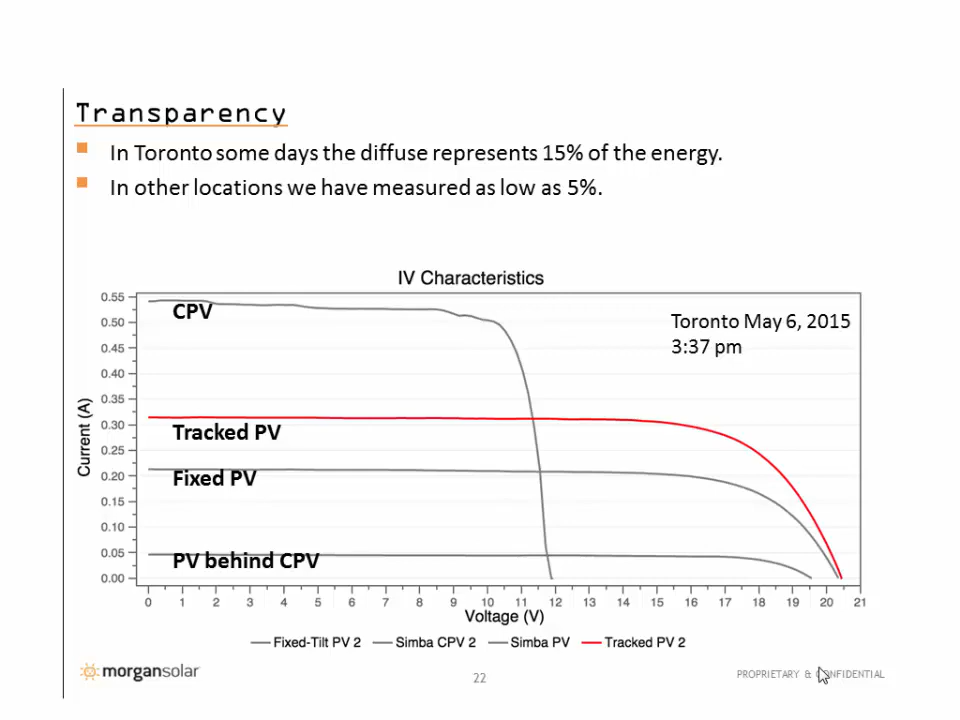 Transparency
In Toronto some days the diffuse represents 15% of the energy.
In other locations we have measured as low as 5%.
IV Characteristics
Toronto May 6, 2015
3:37 pm
CPV
Tracked PV
Fixed PV
PV behind CPV
Current (A)
0.55
0.50
0.45
0.40
0.35
0.30
0.25
0.20
0.15
0.10
0.05
0.00
0 1 2 3 4 5 6 7 8 9 10 11 12 13 14 15 16 17 18 19 20 21
Voltage (V)
Fixed-Tilt PV 2 Simba CPV 2 Simba PV Tracked PV 2
morgansolar
22
PROPRIETARY & CONFIDENTIAL